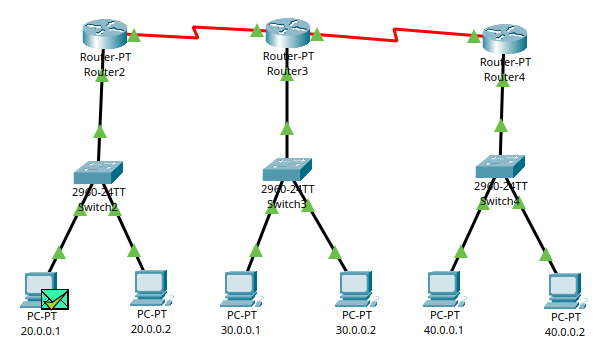 Router-PT
Router2
Router-PT
Router3
Router-PT
Router4
2960-24TT
Switch2
2960-24TT
Switch3
2960-24TT
Switch4
PC-PT
20.0.0.1
PC-PT
20.0.0.2
PC-PT
30.0.0.1
PC-PT
30.0.0.2
PC-PT
40.0.0.1
PC-PT
40.0.0.2